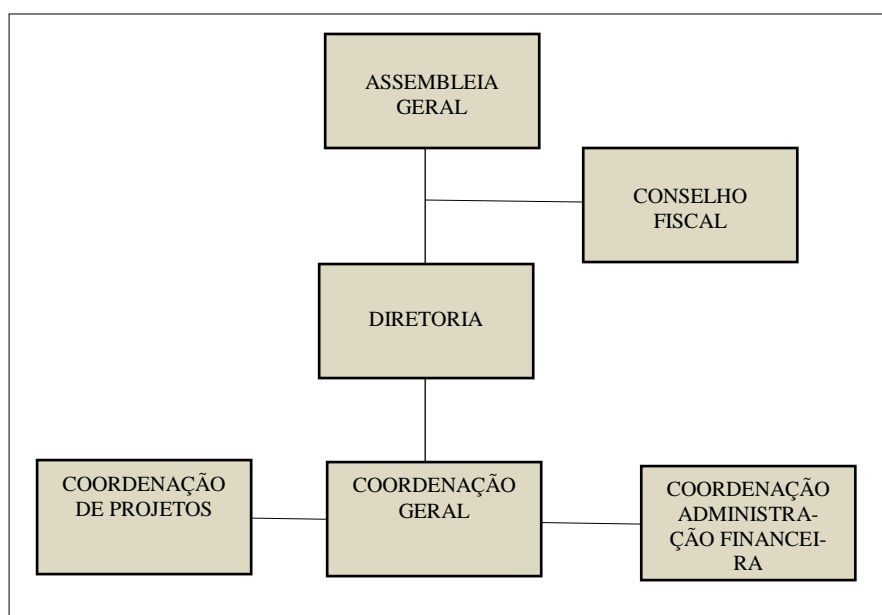 ASSEMBLEIA
GERAL
CONSELHO
FISCAL
DIRETORIA
COORDENAÇÃO
DE PROJETOS
COORDENAÇÃO
GERAL
COORDENAÇÃO
ADMINISTRA-
ÇÃO FINANCEI-
RA